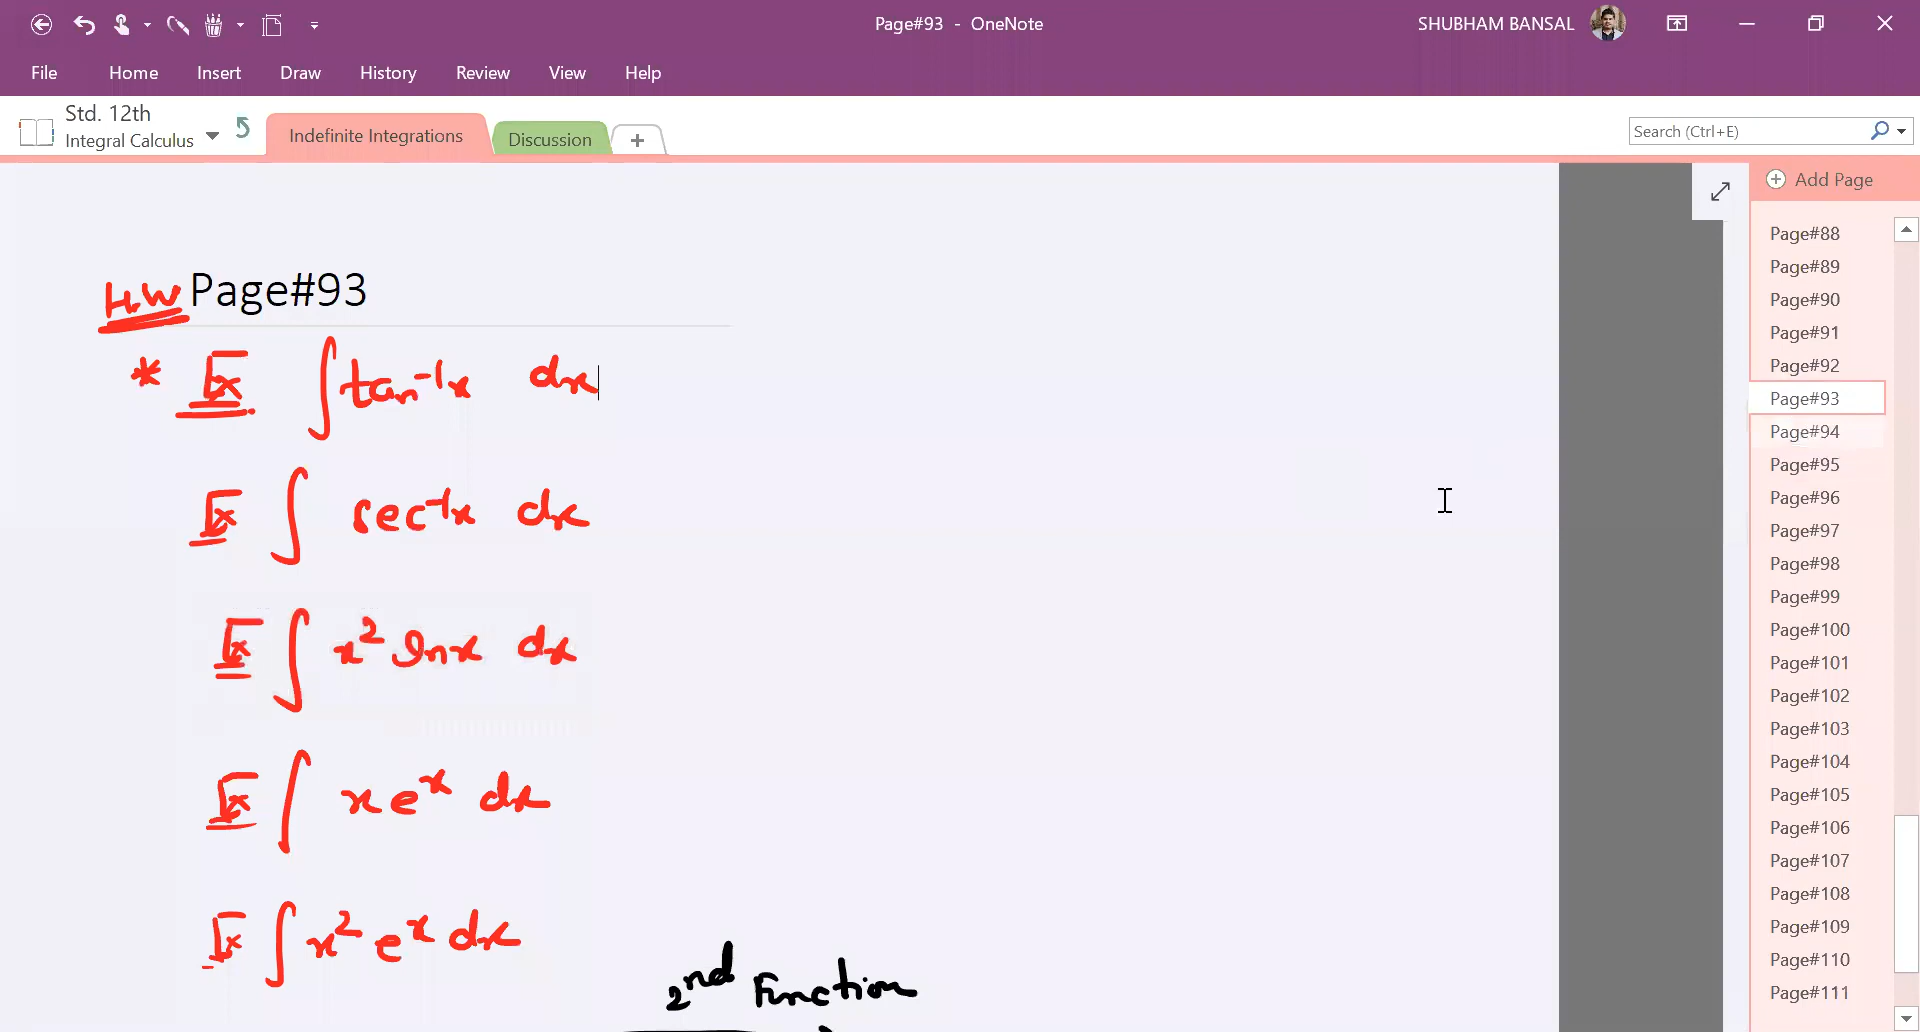 Page#93 - OneNote
SHUBHAM BANSAL
File Home Insert Draw History Review View Help
Std. 12th
Integral Calculus
Indefinite Integrations
Discussion
+
Search (Ctrl+E)
Add Page
H.W Page#93
* Ex ∫ tan⁻¹x dx
Ex ∫ sec⁻¹x dx
Ex ∫ x² lnx dx
Ex ∫ x eˣ dx
Ex ∫ x² eˣ dx
2nd Function
Page#88
Page#89
Page#90
Page#91
Page#92
Page#93
Page#94
Page#95
Page#96
Page#97
Page#98
Page#99
Page#100
Page#101
Page#102
Page#103
Page#104
Page#105
Page#106
Page#107
Page#108
Page#109
Page#110
Page#111